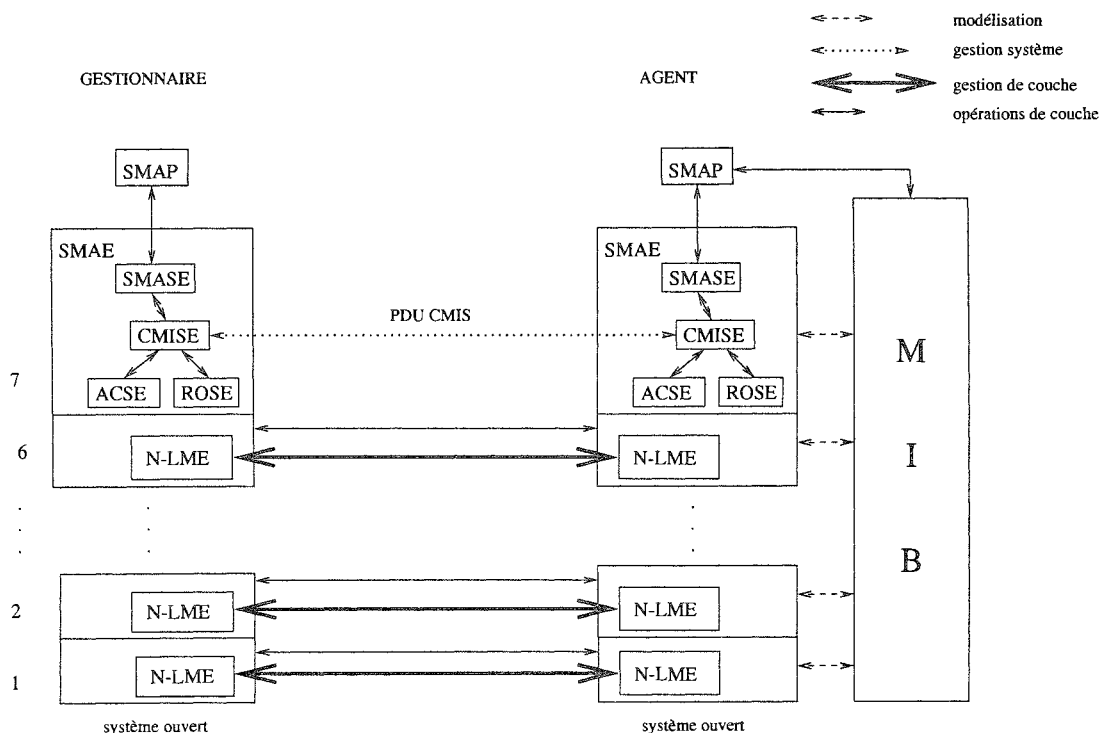 modélisation
gestion système
GESTIONNAIRE
AGENT
gestion de couche
opérations de couche
SMAP
SMAP
SMAE
SMAE
SMASE
SMASE
PDU CMIS
CMISE
CMISE
M
7
ACSE
ROSE
ACSE
ROSE
6
N-LME
N-LME
I
B
2
N-LME
N-LME
1
N-LME
N-LME
système ouvert
système ouvert